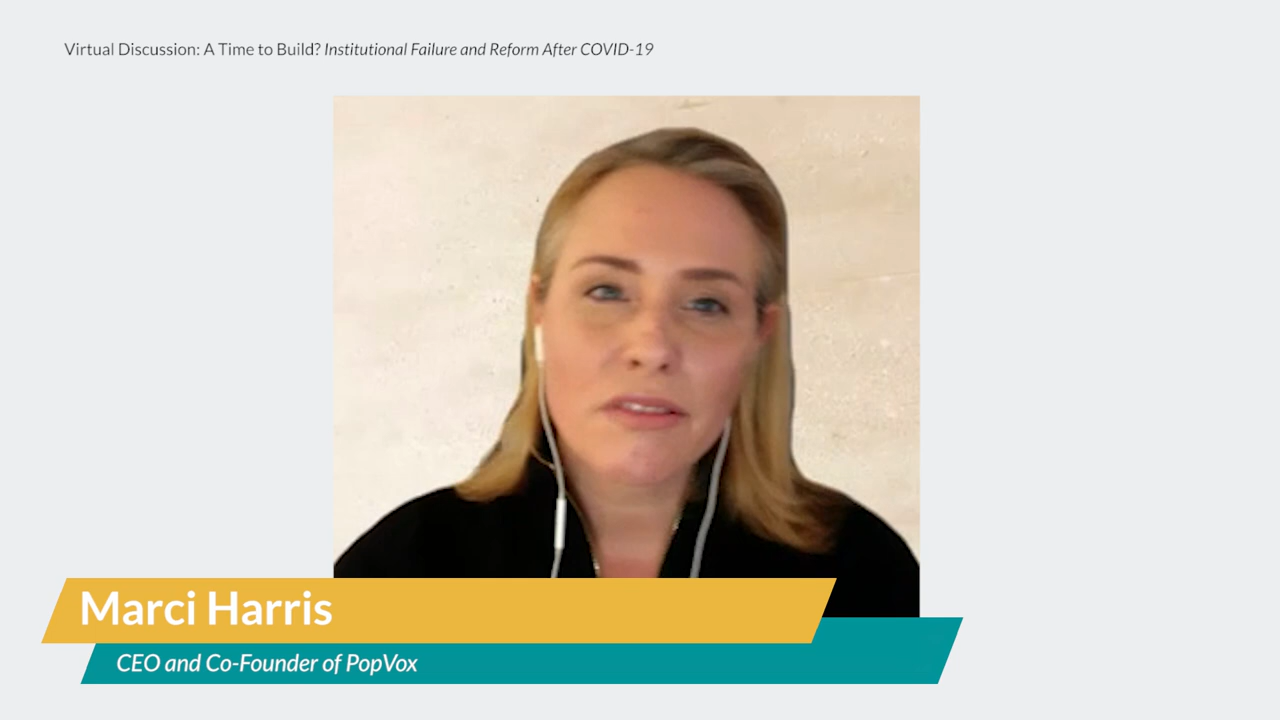 Virtual Discussion: A Time to Build? Institutional Failure and Reform After COVID-19
Marci Harris
CEO and Co-Founder of PopVox